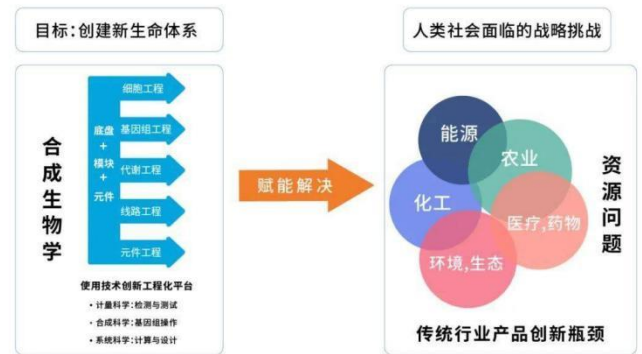 目标:创建新生命体系
合成生物学
底盘
+
模块
+
元件
细胞工程
基因组工程
代谢工程
线路工程
元件工程
使用技术创新工程化平台
• 计量科学:检测与测试
• 合成科学:基因组操作
• 系统科学:计算与设计
赋能解决
人类社会面临的战略挑战
能源
农业
化工
医疗,药物
环境,生态
资源问题
传统行业产品创新瓶颈